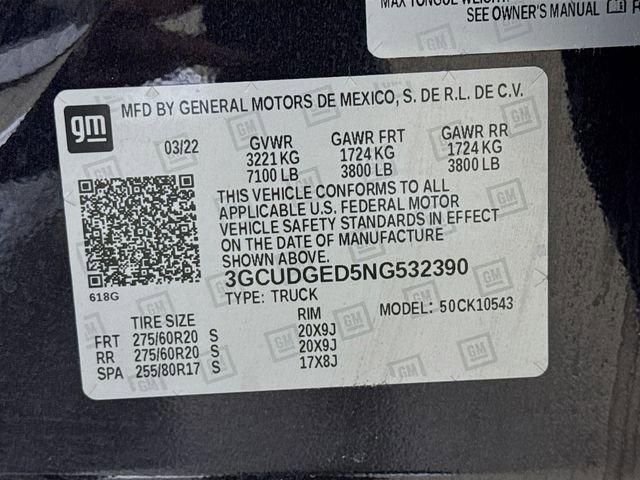 MAX TONGUE WEIGHT
SEE OWNER'S MANUAL
gm
MFD BY GENERAL MOTORS DE MEXICO, S. DE R.L. DE C.V.
03/22 GVWR GAWR FRT GAWR RR
3221 KG 1724 KG 1724 KG
7100 LB 3800 LB 3800 LB
THIS VEHICLE CONFORMS TO ALL
APPLICABLE U.S. FEDERAL MOTOR
VEHICLE SAFETY STANDARDS IN EFFECT
ON THE DATE OF MANUFACTURE
SHOWN ABOVE.
618G
3GCUDGED5NG532390
TYPE: TRUCK MODEL: 50CK10543
TIRE SIZE RIM
FRT 275/60R20 S 20X9J
RR 275/60R20 S 20X9J
SPA 255/80R17 S 17X8J